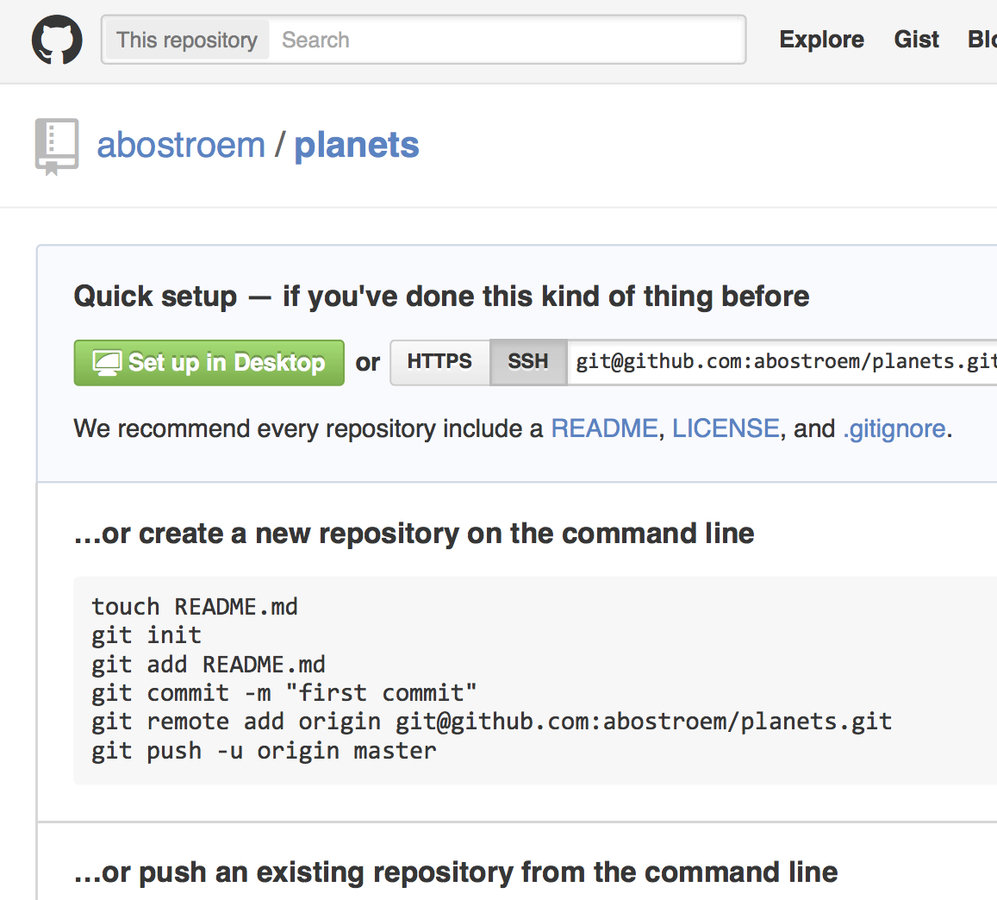 This repository Search Explore Gist
abostroem / planets
Quick setup — if you've done this kind of thing before
Set up in Desktop or HTTPS SSH git@github.com:abostroem/planets.git
We recommend every repository include a README, LICENSE, and .gitignore.
…or create a new repository on the command line
touch README.md
git init
git add README.md
git commit -m "first commit"
git remote add origin git@github.com:abostroem/planets.git
git push -u origin master
…or push an existing repository from the command line